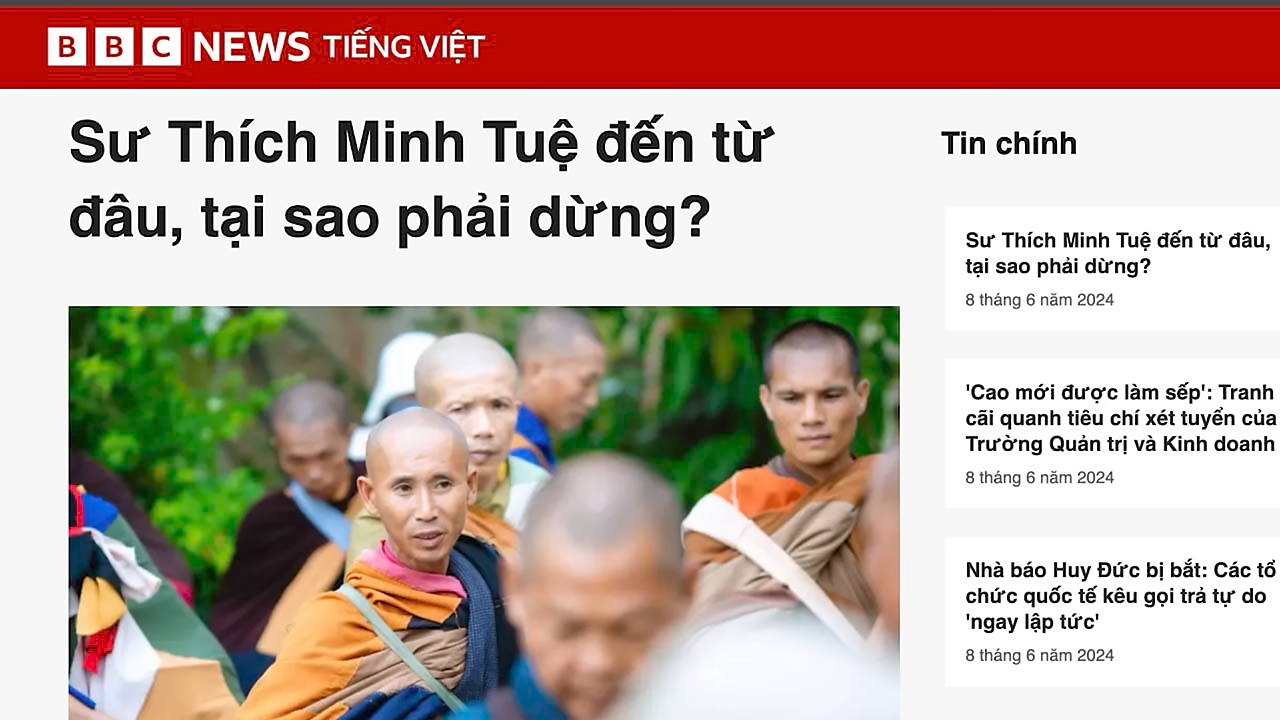 BBC NEWS TIẾNG VIỆT
Sư Thích Minh Tuệ đến từ
đâu, tại sao phải dừng?
Tin chính
Sư Thích Minh Tuệ đến từ đâu,
tại sao phải dừng?
8 tháng 6 năm 2024
'Cao mới được làm sếp': Tranh
cãi quanh tiêu chí xét tuyển của
Trường Quản trị và Kinh doanh
8 tháng 6 năm 2024
Nhà báo Huy Đức bị bắt: Các tổ
chức quốc tế kêu gọi trả tự do
'ngay lập tức'
8 tháng 6 năm 2024